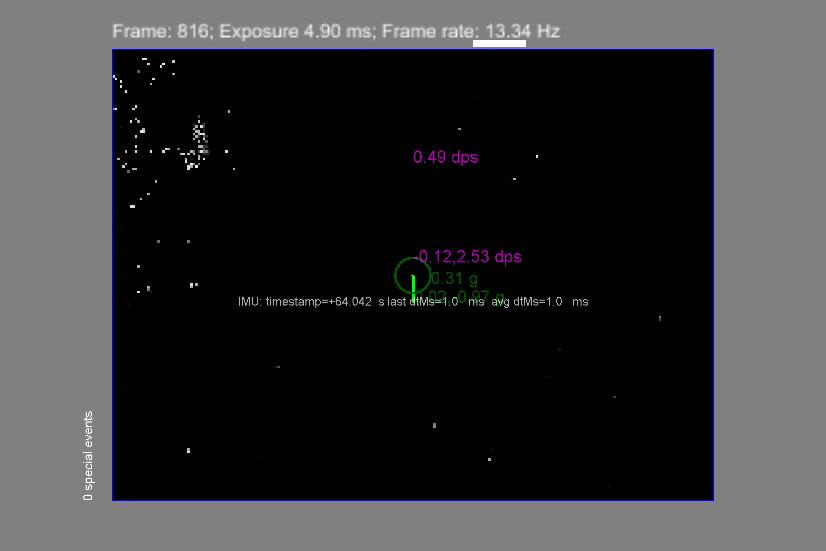 Frame: 816; Exposure 4.90 ms; Frame rate: 13.34 Hz
0.49 dps
-0.12,2.53 dps
0.31 g
0.97 g
IMU: timestamp=+64.042 s last dtMs=1.0 ms avg dtMs=1.0 ms
0 special events